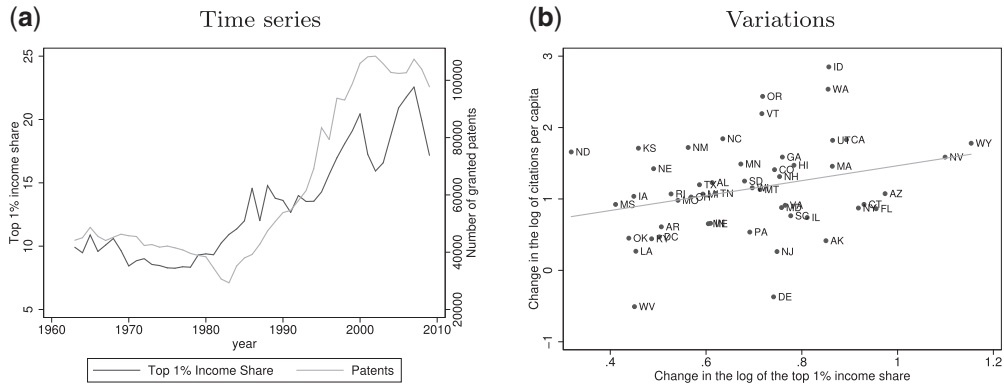 (a) Time series
25
20
15
10
5
Top 1% income share
100000
80000
60000
40000
20000
Number of granted patents
1960 1970 1980 1990 2000 2010
year
Top 1% Income Share Patents
(b) Variations
3
2
1
0
−1
Change in the log of citations per capita
ID
WA
OR
VT
NC
UT CA
WY
ND
KS
NM
GA
NV
MN
HI
MA
NE
CO
NH
SD
TX AL
WI MT
IA
RI
OH MI TN
AZ
MS
MO
MD VA
NY CT FL
SC IL
AR
IN ME
PA
OK KY DC
AK
LA
NJ
DE
WV
.4 .6 .8 1 1.2
Change in the log of the top 1% income share